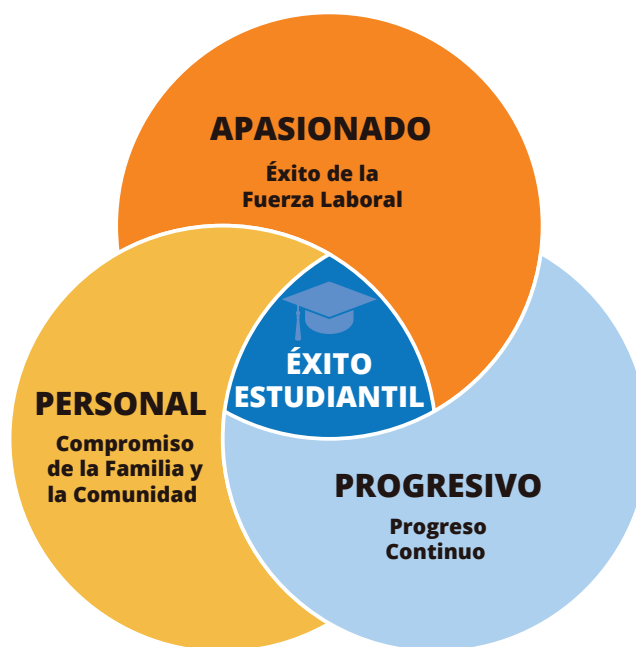 APASIONADO
Éxito de la
Fuerza Laboral
ÉXITO
ESTUDIANTIL
PERSONAL
Compromiso
de la Familia y
la Comunidad
PROGRESIVO
Progreso
Continuo